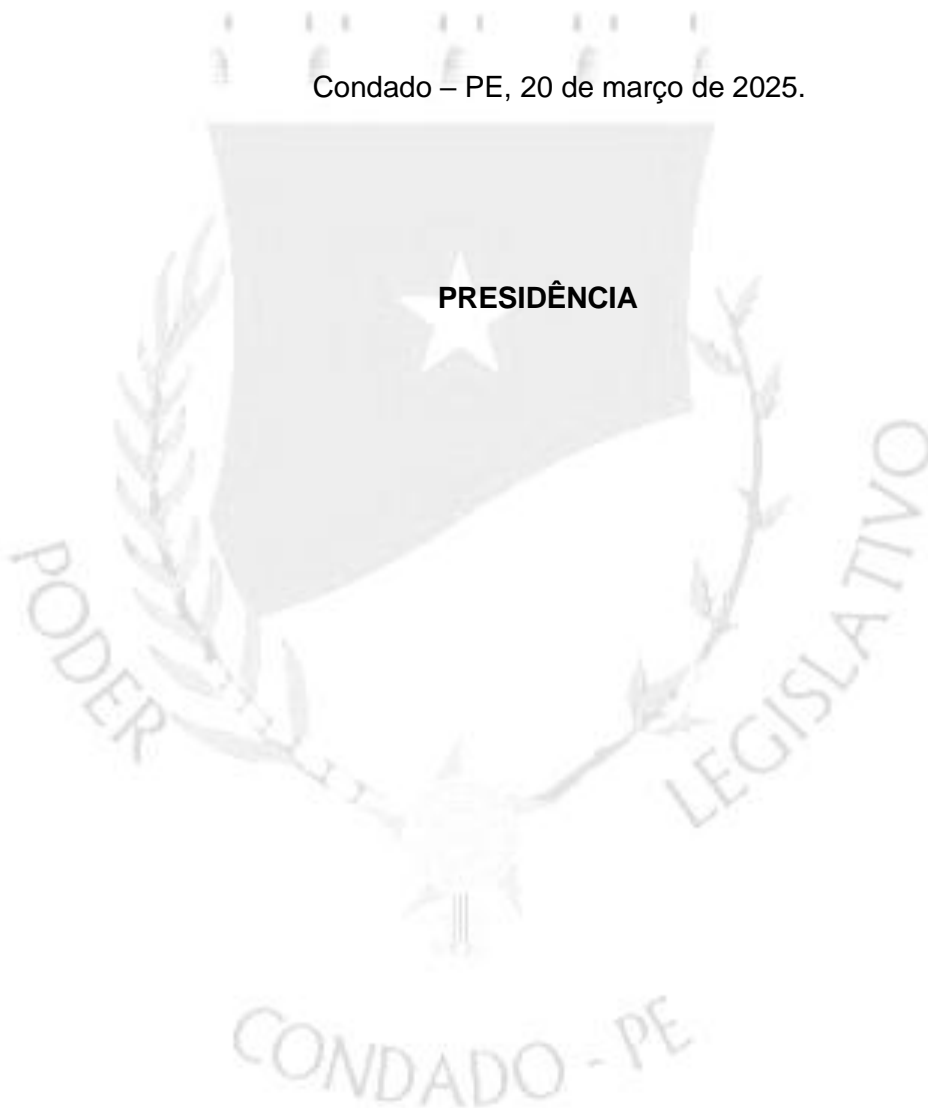 Condado – PE, 20 de março de 2025.
PRESIDÊNCIA
PODER
LEGISLATIVO
CONDADO - PE